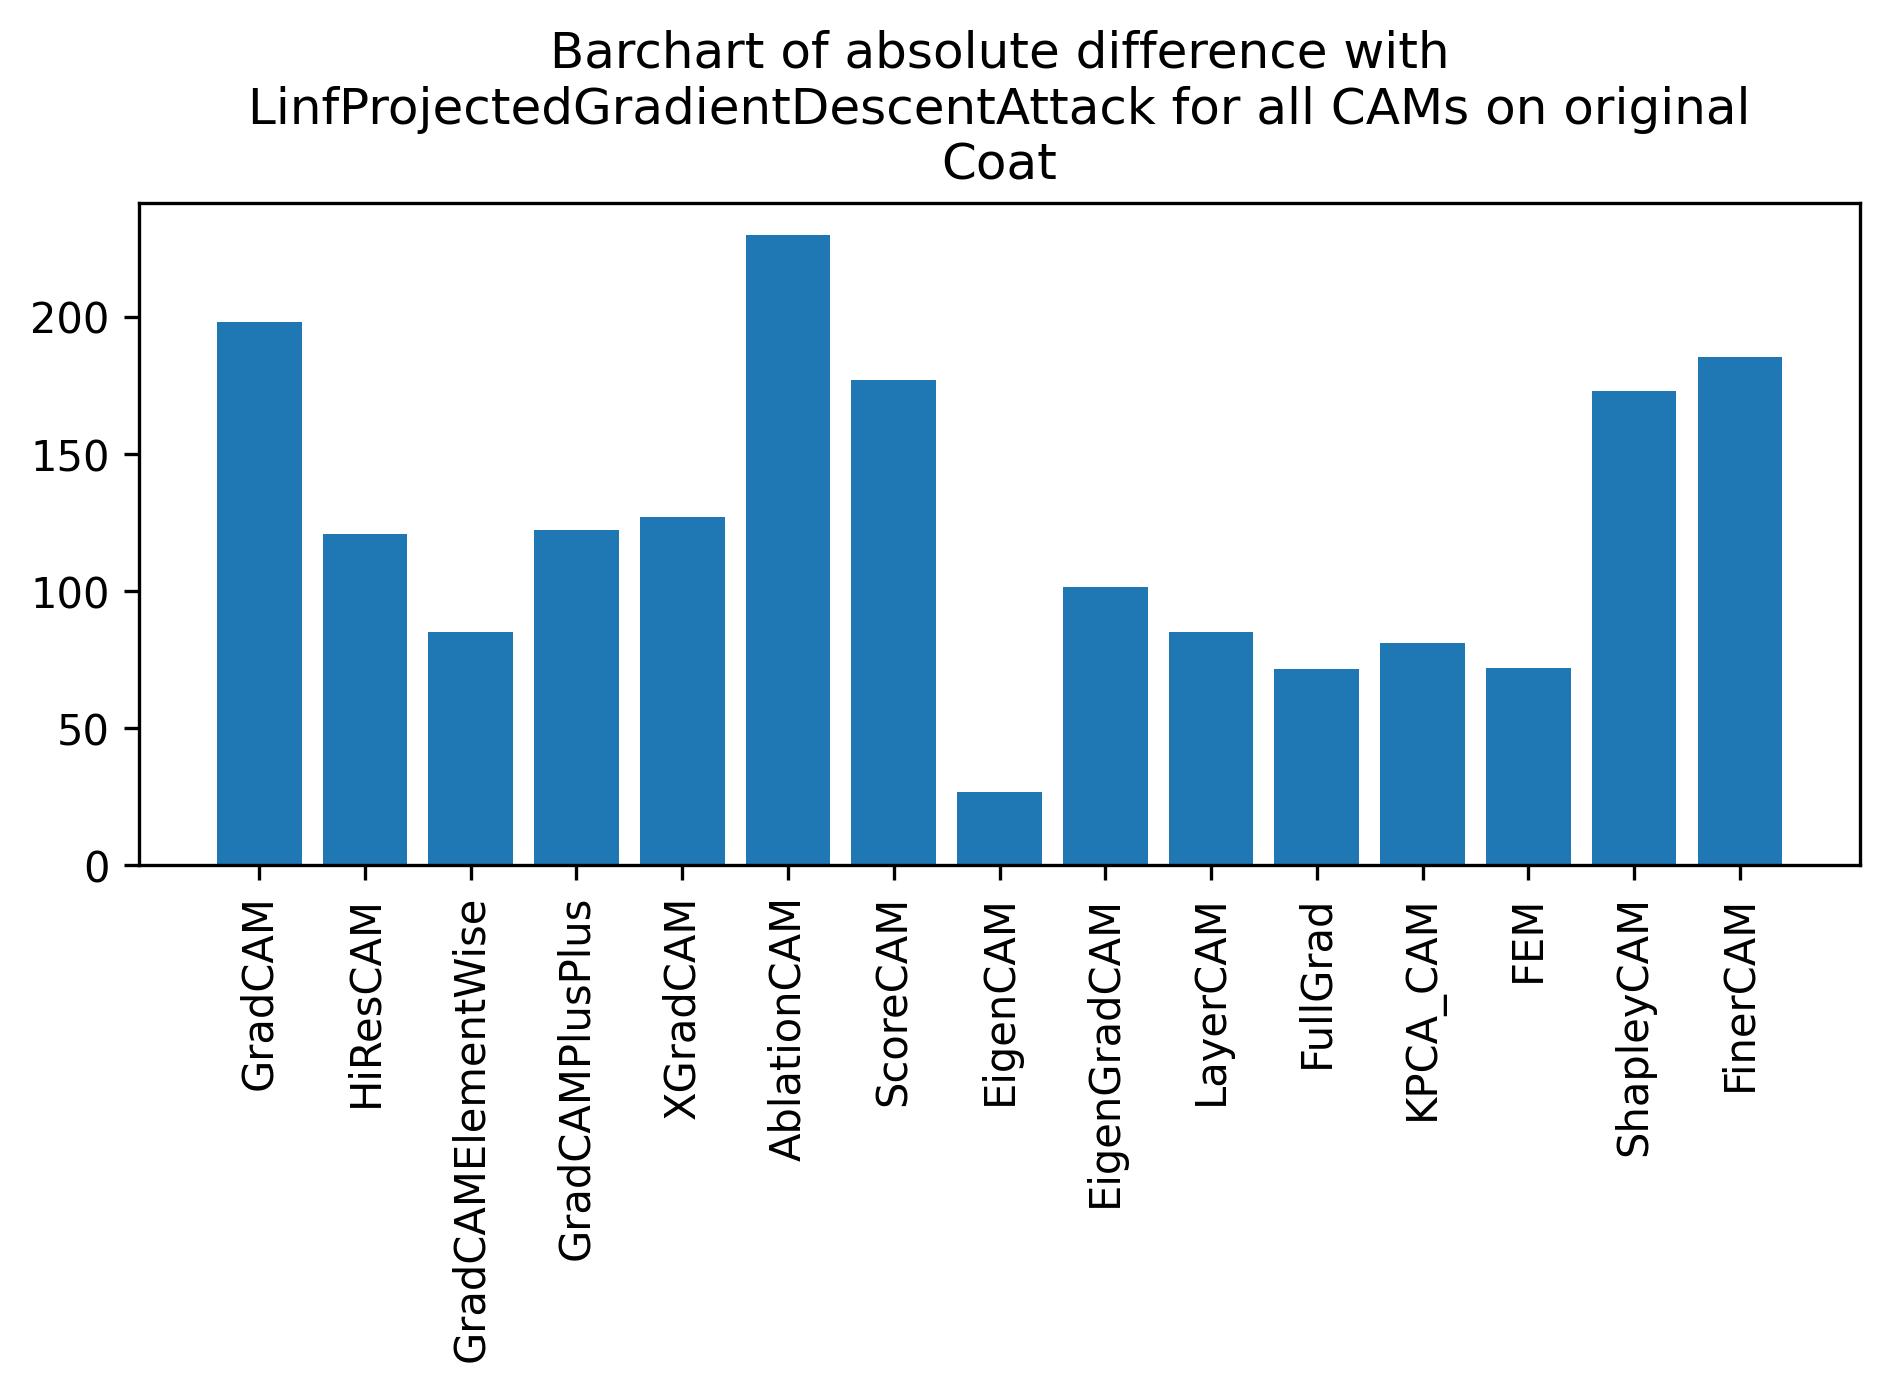 Barchart of absolute difference with
LinfProjectedGradientDescentAttack for all CAMs on original
Coat
200
150
100
50
0
GradCAM
HiResCAM
GradCAMElementWise
GradCAMPlusPlus
XGradCAM
AblationCAM
ScoreCAM
EigenCAM
EigenGradCAM
LayerCAM
FullGrad
KPCA_CAM
FEM
ShapleyCAM
FinerCAM